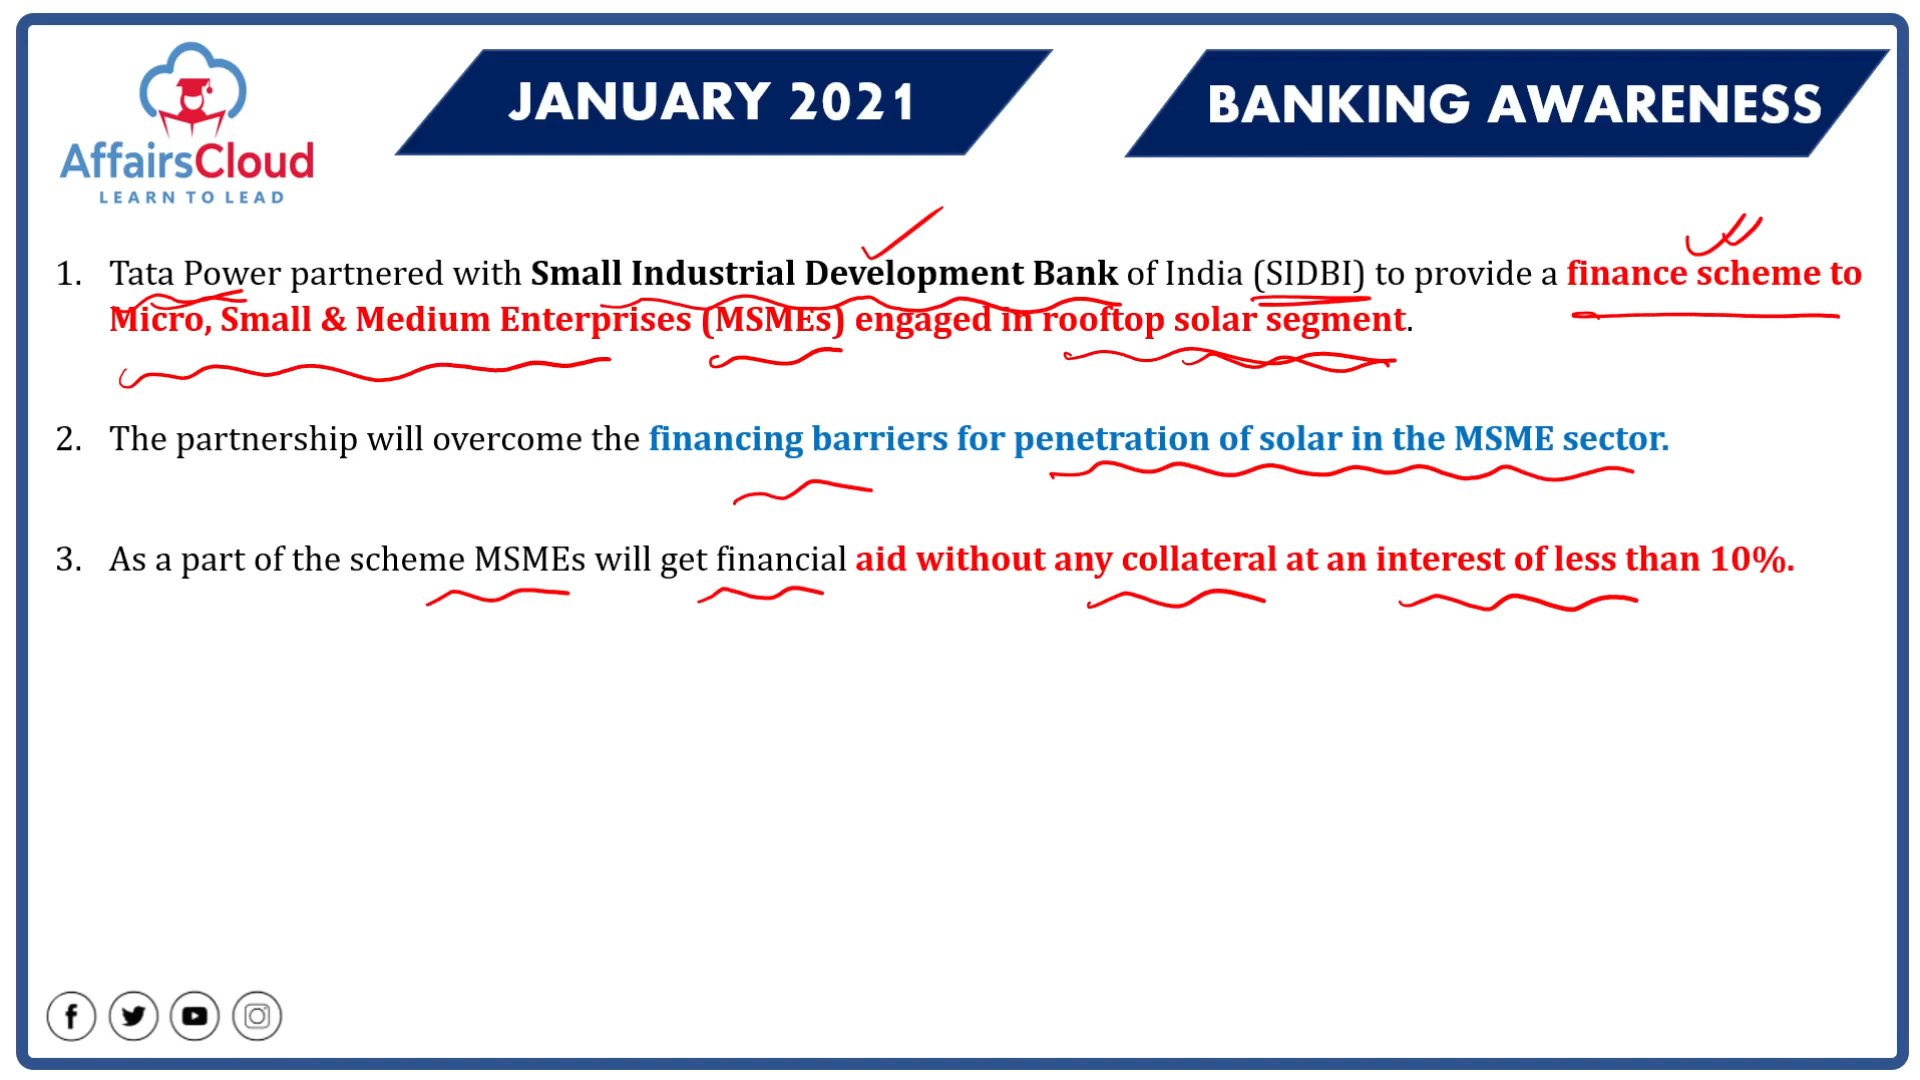 AffairsCloud
LEARN TO LEAD
JANUARY 2021
BANKING AWARENESS
1. Tata Power partnered with Small Industrial Development Bank of India (SIDBI) to provide a finance scheme to
Micro, Small & Medium Enterprises (MSMEs) engaged in rooftop solar segment.
2. The partnership will overcome the financing barriers for penetration of solar in the MSME sector.
3. As a part of the scheme MSMEs will get financial aid without any collateral at an interest of less than 10%.